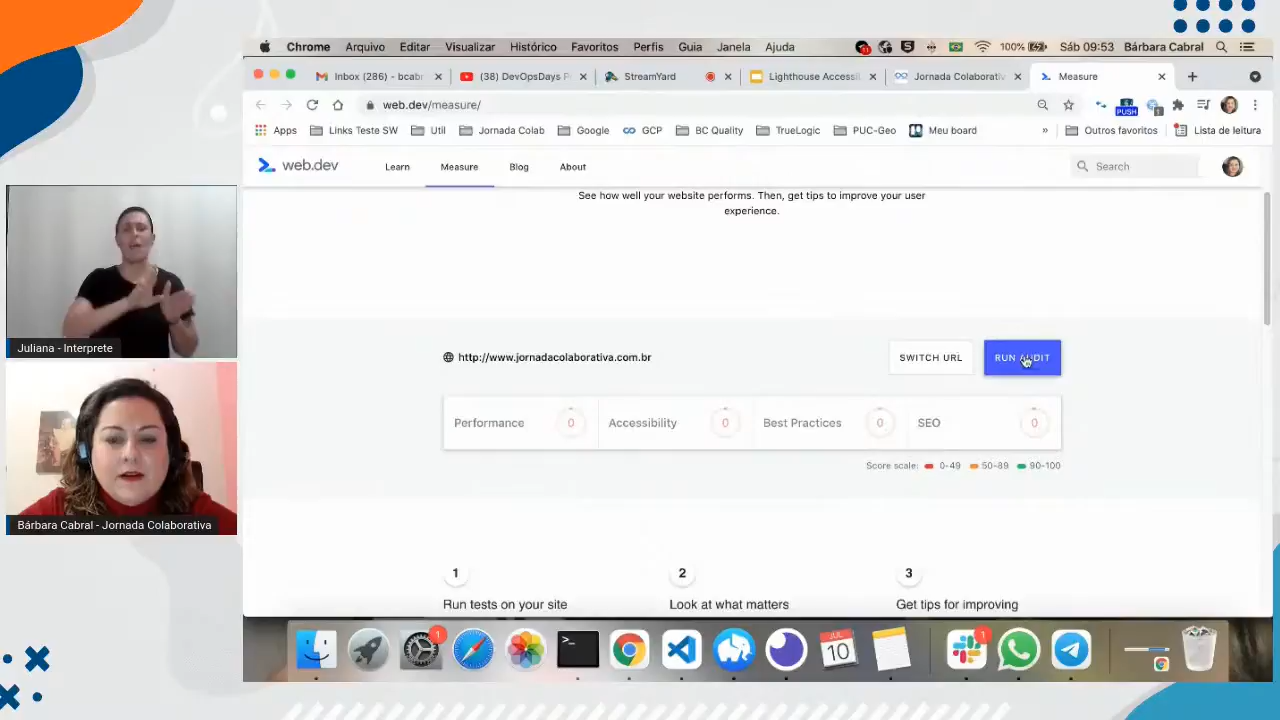 Chrome Arquivo Editar Visualizar Histórico Favoritos Perfis Guia Janela Ajuda 100% Sáb 09:53 Bárbara Cabral
Inbox (286) - bcabr
(38) DevOpsDays P
StreamYard
Lighthouse Accessi
Jornada Colaborativ
Measure
web.dev/measure/
PUSH
Apps Links Teste SW Util Jornada Colab Google GCP BC Quality TrueLogic PUC-Geo Meu board » Outros favoritos Lista de leitura
web.dev Learn Measure Blog About Search
See how well your website performs. Then, get tips to improve your user
experience.
http://www.jornadacolaborativa.com.br SWITCH URL RUN AUDIT
Performance 0 Accessibility 0 Best Practices 0 SEO 0
Score scale: 0-49 50-89 90-100
1 2 3
Run tests on your site Look at what matters Get tips for improving
Juliana - Interprete
Bárbara Cabral - Jornada Colaborativa
1
JUL
10
1